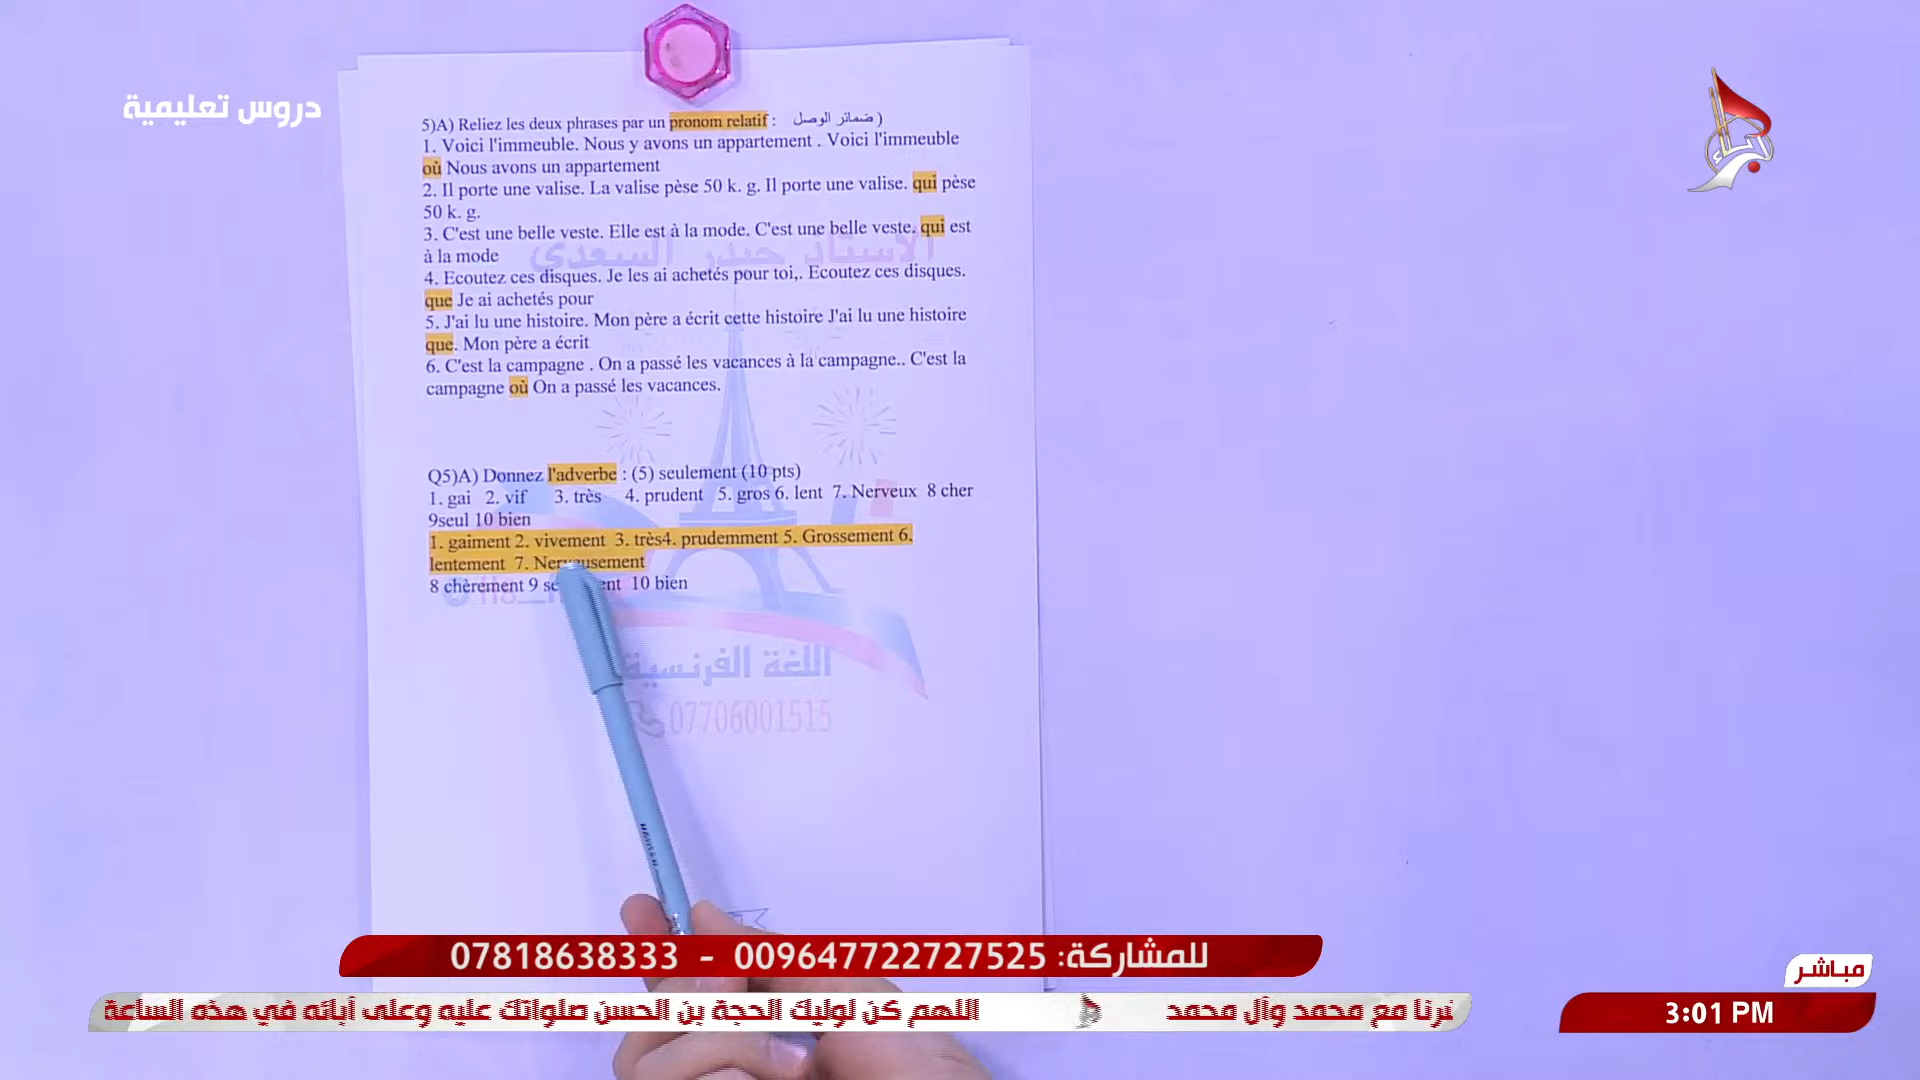 دروس تعليمية
5)A) Reliez les deux phrases par un pronom relatif : ضمائر الوصل )
1. Voici l'immeuble. Nous y avons un appartement . Voici l'immeuble
où Nous avons un appartement
2. Il porte une valise. La valise pèse 50 k. g. Il porte une valise. qui pèse
50 k. g.
3. C'est une belle veste. Elle est à la mode. C'est une belle veste. qui est
à la mode
الاستاذ حيدر السعدي
4. Ecoutez ces disques. Je les ai achetés pour toi,. Ecoutez ces disques.
que Je ai achetés pour
5. J'ai lu une histoire. Mon père a écrit cette histoire J'ai lu une histoire
que. Mon père a écrit
6. C'est la campagne . On a passé les vacances à la campagne.. C'est la
campagne où On a passé les vacances.
Q5)A) Donnez l'adverbe : (5) seulement (10 pts)
1. gai 2. vif 3. très 4. prudent 5. gros 6. lent 7. Nerveux 8 cher
9seul 10 bien
1. gaiment 2. vivement 3. très4. prudemment 5. Grossement 6.
lentement 7. Nerveusement
8 chèrement 9 10 bien
اللغة الفرنسية
07706001515
للمشاركة: 009647722727525 - 07818638333
مباشر
نرنا مع محمد وآل محمد اللهم كن لوليك الحجة بن الحسن صلواتك عليه وعلى آبائه في هذه الساعة
3:01 PM